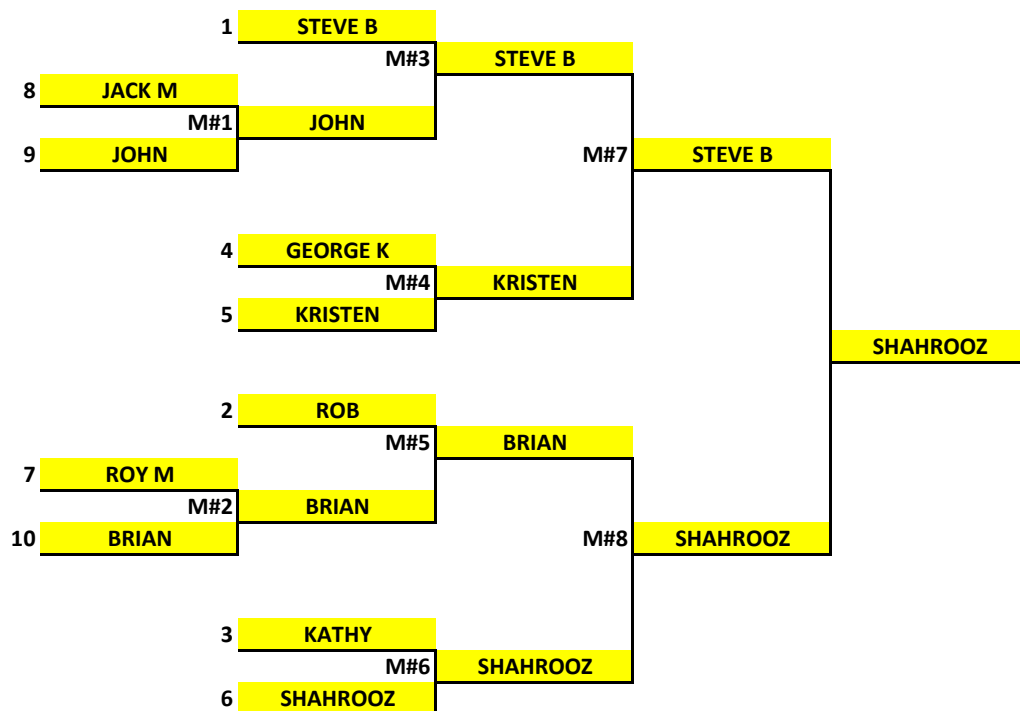 1 STEVE B
M#3 STEVE B
8 JACK M
M#1 JOHN
9 JOHN
M#7 STEVE B
4 GEORGE K
M#4 KRISTEN
5 KRISTEN
SHAHROOZ
2 ROB
M#5 BRIAN
7 ROY M
M#2 BRIAN
10 BRIAN
M#8 SHAHROOZ
3 KATHY
M#6 SHAHROOZ
6 SHAHROOZ